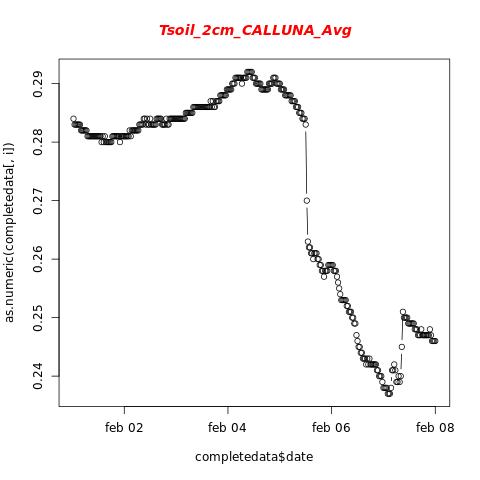 Tsoil_2cm_CALLUNA_Avg
as.numeric(completedata[, i])
0.29
0.28
0.27
0.26
0.25
0.24
feb 02
feb 04
feb 06
feb 08
completedata$date